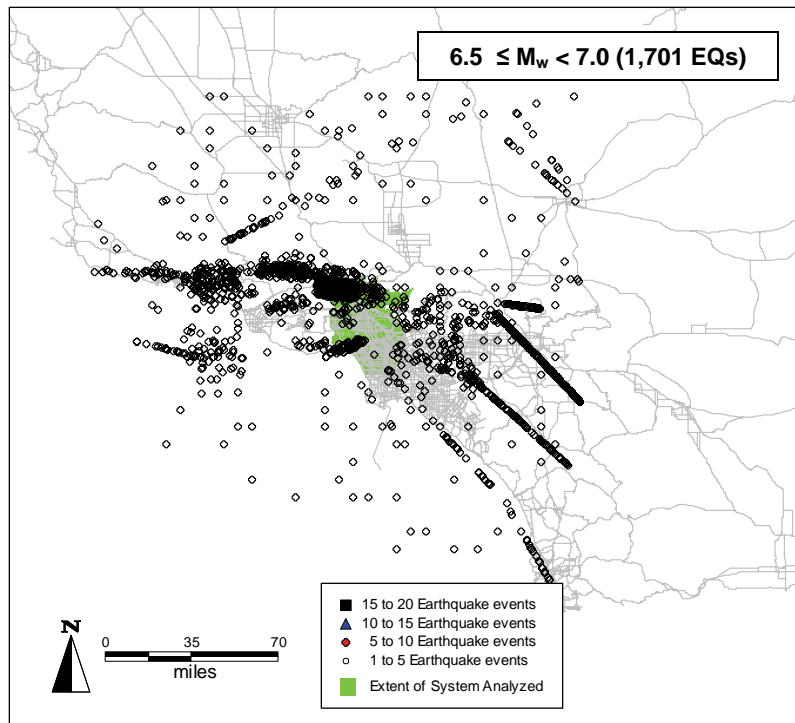 6.5 ≤ Mw < 7.0 (1,701 EQs)
15 to 20 Earthquake events
10 to 15 Earthquake events
5 to 10 Earthquake events
1 to 5 Earthquake events
Extent of System Analyzed
N
0 35 70
miles